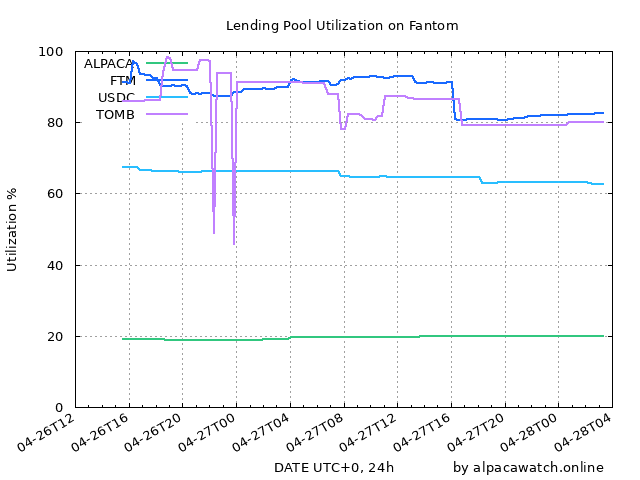 Lending Pool Utilization on Fantom
100
80
60
40
20
0
Utilization %
ALPACA
FTM
USDC
TOMB
04-26T12
04-26T16
04-26T20
04-27T00
04-27T04
04-27T08
04-27T12
04-27T16
04-27T20
04-28T00
04-28T04
DATE UTC+0, 24h
by alpacawatch.online